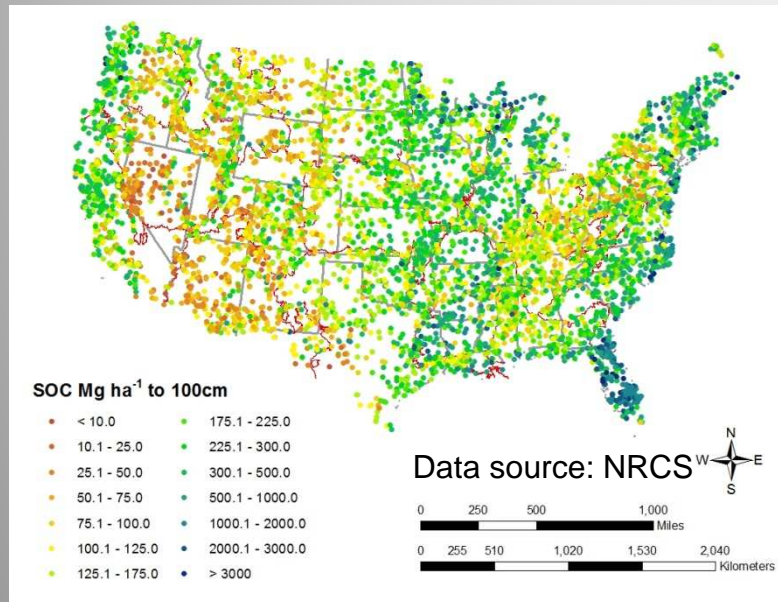 SOC Mg ha⁻¹ to 100cm
< 10.0
10.1 - 25.0
25.1 - 50.0
50.1 - 75.0
75.1 - 100.0
100.1 - 125.0
125.1 - 175.0
175.1 - 225.0
225.1 - 300.0
300.1 - 500.0
500.1 - 1000.0
1000.1 - 2000.0
2000.1 - 3000.0
> 3000
Data source: NRCS
N
W E
S
0 250 500 1,000
Miles
0 255 510 1,020 1,530 2,040
Kilometers